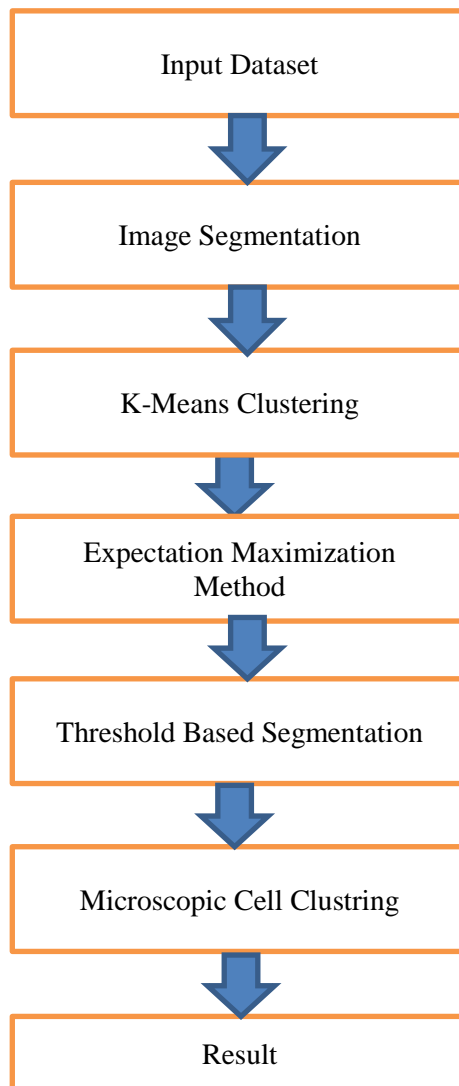 Input Dataset
Image Segmentation
K-Means Clustering
Expectation Maximization
Method
Threshold Based Segmentation
Microscopic Cell Clustring
Result